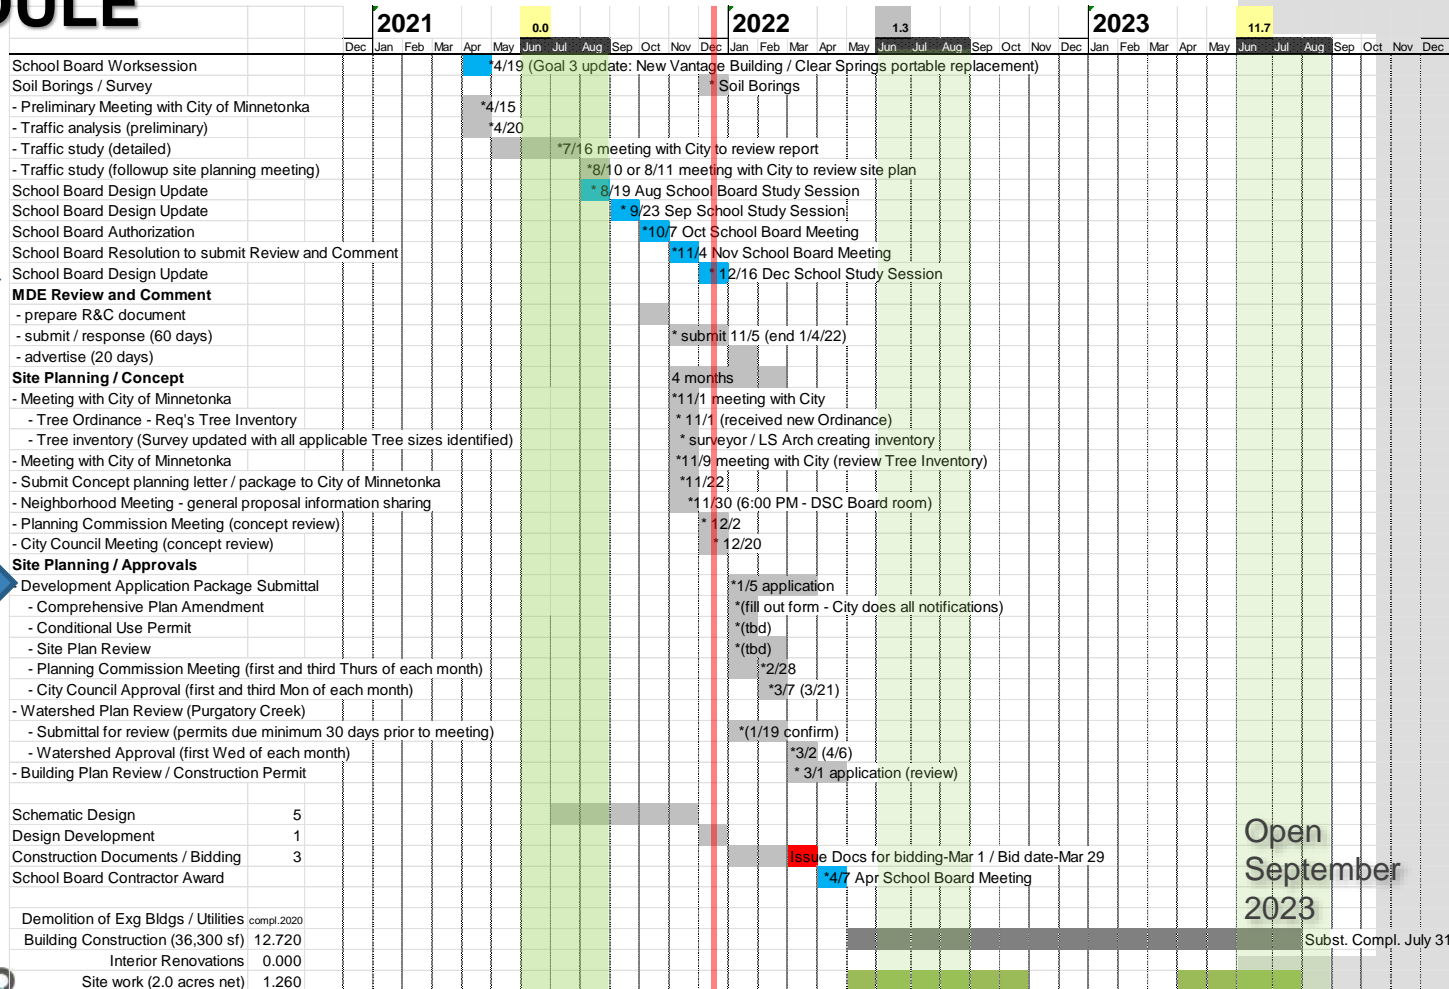 DULE
2021 0.0 2022 1.3 2023 11.7
Dec Jan Feb Mar Apr May Jun Jul Aug Sep Oct Nov Dec Jan Feb Mar Apr May Jun Jul Aug Sep Oct Nov Dec Jan Feb Mar Apr May Jun Jul Aug Sep Oct Nov Dec
School Board Worksession *4/19 (Goal 3 update: New Vantage Building / Clear Springs portable replacement)
Soil Borings / Survey * Soil Borings
- Preliminary Meeting with City of Minnetonka *4/15
- Traffic analysis (preliminary) *4/20
- Traffic study (detailed) *7/16 meeting with City to review report
- Traffic study (followup site planning meeting) *8/10 or 8/11 meeting with City to review site plan
School Board Design Update * 8/19 Aug School Board Study Session
School Board Design Update * 9/23 Sep School Study Session
School Board Authorization *10/7 Oct School Board Meeting
School Board Resolution to submit Review and Comment *11/4 Nov School Board Meeting
School Board Design Update * 12/16 Dec School Study Session
MDE Review and Comment
- prepare R&C document
- submit / response (60 days) * submit 11/5 (end 1/4/22)
- advertise (20 days)
Site Planning / Concept 4 months
- Meeting with City of Minnetonka *11/1 meeting with City
- Tree Ordinance - Req's Tree Inventory * 11/1 (received new Ordinance)
- Tree inventory (Survey updated with all applicable Tree sizes identified) * surveyor / LS Arch creating inventory
- Meeting with City of Minnetonka *11/9 meeting with City (review Tree Inventory)
- Submit Concept planning letter / package to City of Minnetonka *11/22
- Neighborhood Meeting - general proposal information sharing *11/30 (6:00 PM - DSC Board room)
- Planning Commission Meeting (concept review) * 12/2
- City Council Meeting (concept review) * 12/20
Site Planning / Approvals
- Development Application Package Submittal *1/5 application
- Comprehensive Plan Amendment *(fill out form - City does all notifications)
- Conditional Use Permit *(tbd)
- Site Plan Review *(tbd)
- Planning Commission Meeting (first and third Thurs of each month) *2/28
- City Council Approval (first and third Mon of each month) *3/7 (3/21)
- Watershed Plan Review (Purgatory Creek)
- Submittal for review (permits due minimum 30 days prior to meeting) *(1/19 confirm)
- Watershed Approval (first Wed of each month) *3/2 (4/6)
- Building Plan Review / Construction Permit * 3/1 application (review)
Schematic Design 5
Design Development 1
Construction Documents / Bidding 3 Issue Docs for bidding-Mar 1 / Bid date-Mar 29
School Board Contractor Award *4/7 Apr School Board Meeting
Open
September
2023
Demolition of Exg Bldgs / Utilities compl.2020
Building Construction (36,300 sf) 12.720 Subst. Compl. July 31
Interior Renovations 0.000
Site work (2.0 acres net) 1.260